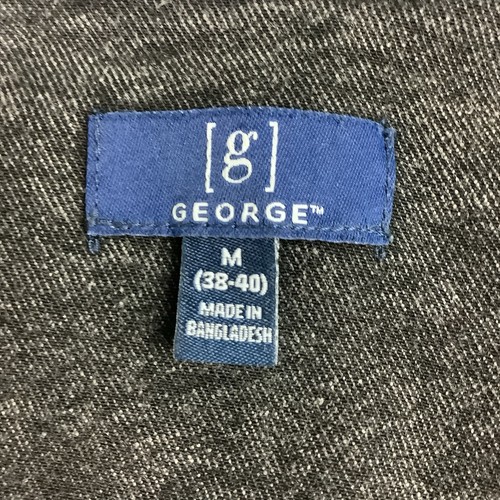 [g]
GEORGE™
M
(38-40)
MADE IN
BANGLADESH